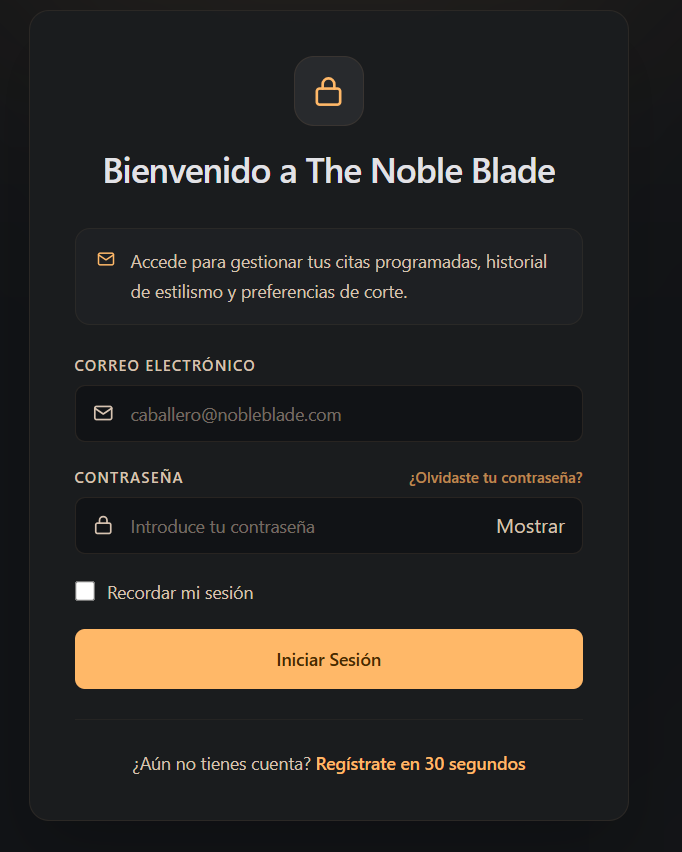 Bienvenido a The Noble Blade
Accede para gestionar tus citas programadas, historial
de estilismo y preferencias de corte.
CORREO ELECTRÓNICO
caballero@nobleblade.com
CONTRASEÑA ¿Olvidaste tu contraseña?
Introduce tu contraseña Mostrar
Recordar mi sesión
Iniciar Sesión
¿Aún no tienes cuenta? Regístrate en 30 segundos